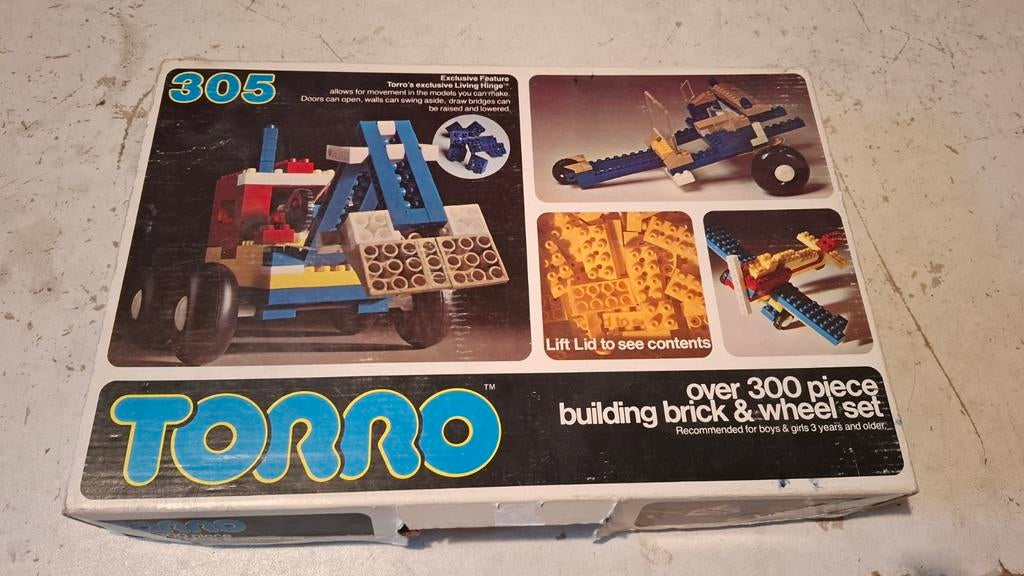 305
Exclusive Feature
Torro's exclusive Living Hinge™
allows for movement in the models you can make.
Doors can open, walls can swing aside, draw bridges can
be raised and lowered.
Lift Lid to see contents
TORRO™
over 300 piece
building brick & wheel set
Recommended for boys & girls 3 years and older.
TORRO